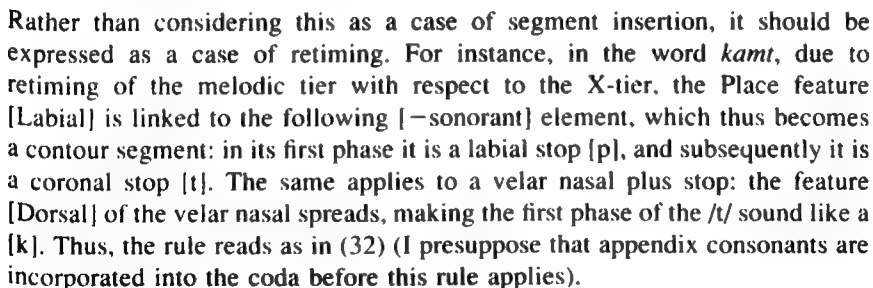 Rather than considering this as a case of segment insertion, it should be
expressed as a case of retiming. For instance, in the word kamt, due to
retiming of the melodic tier with respect to the X-tier, the Place feature
[Labial] is linked to the following [−sonorant] element, which thus becomes
a contour segment: in its first phase it is a labial stop [p], and subsequently it is
a coronal stop [t]. The same applies to a velar nasal plus stop: the feature
[Dorsal] of the velar nasal spreads, making the first phase of the /t/ sound like a
[k]. Thus, the rule reads as in (32) (I presuppose that appendix consonants are
incorporated into the coda before this rule applies).